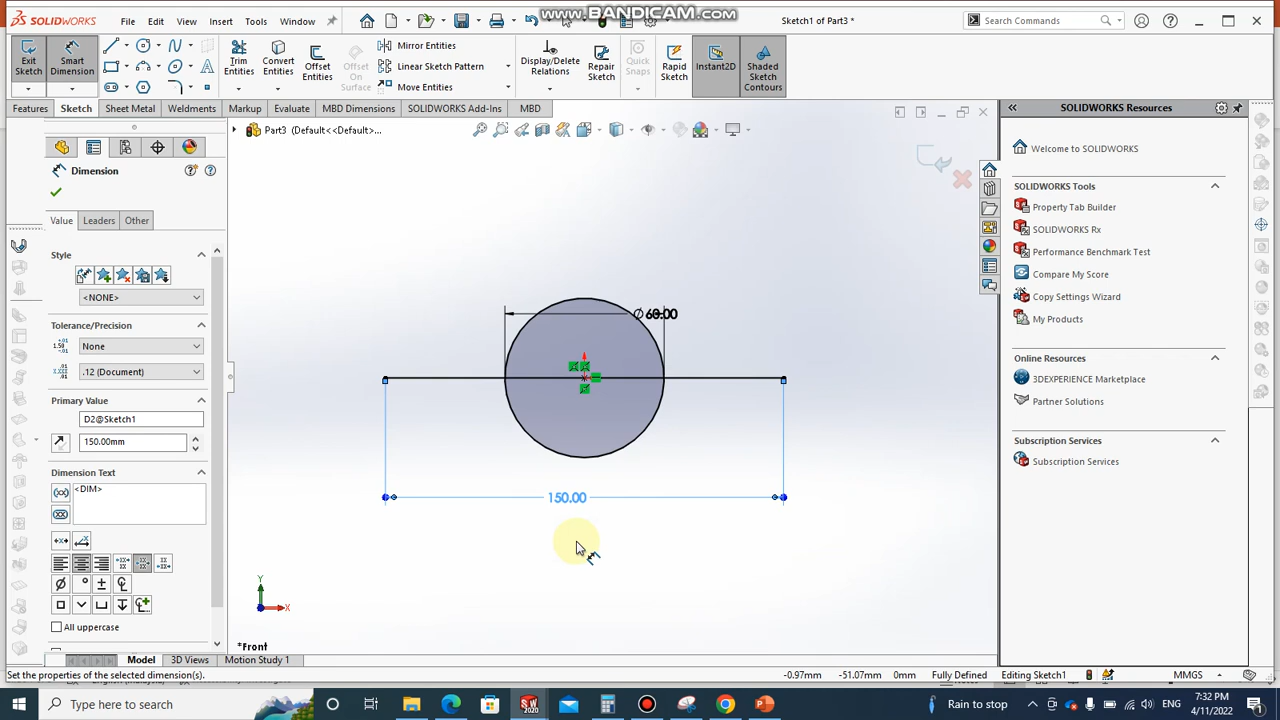 SOLIDWORKS File Edit View Insert Tools Window Sketch1 of Part3 * Search Commands
WWW.BANDICAM.COM
Exit Sketch Smart Dimension Trim Entities Convert Entities Offset Entities Offset On Surface Mirror Entities Linear Sketch Pattern Move Entities Display/Delete Relations Repair Sketch Quick Snaps Rapid Sketch Instant2D Shaded Sketch Contours
Features Sketch Sheet Metal Weldments Markup Evaluate MBD Dimensions SOLIDWORKS Add-Ins MBD
SOLIDWORKS Resources
Part3 (Default<<Default>...
Dimension
Value Leaders Other
Style
<NONE>
Tolerance/Precision
None
.12 (Document)
Primary Value
D2@Sketch1
150.00mm
Dimension Text
<DIM>
All uppercase
Ø60.00
150.00
Y
X
*Front
Welcome to SOLIDWORKS
SOLIDWORKS Tools
Property Tab Builder
SOLIDWORKS Rx
Performance Benchmark Test
Compare My Score
Copy Settings Wizard
My Products
Online Resources
3DEXPERIENCE Marketplace
Partner Solutions
Subscription Services
Subscription Services
Model 3D Views Motion Study 1
Set the properties of the selected dimension(s). -0.97mm -51.07mm 0mm Fully Defined Editing Sketch1 MMGS
Type here to search
SW 2020
Rain to stop
ENG
7:32 PM
4/11/2022